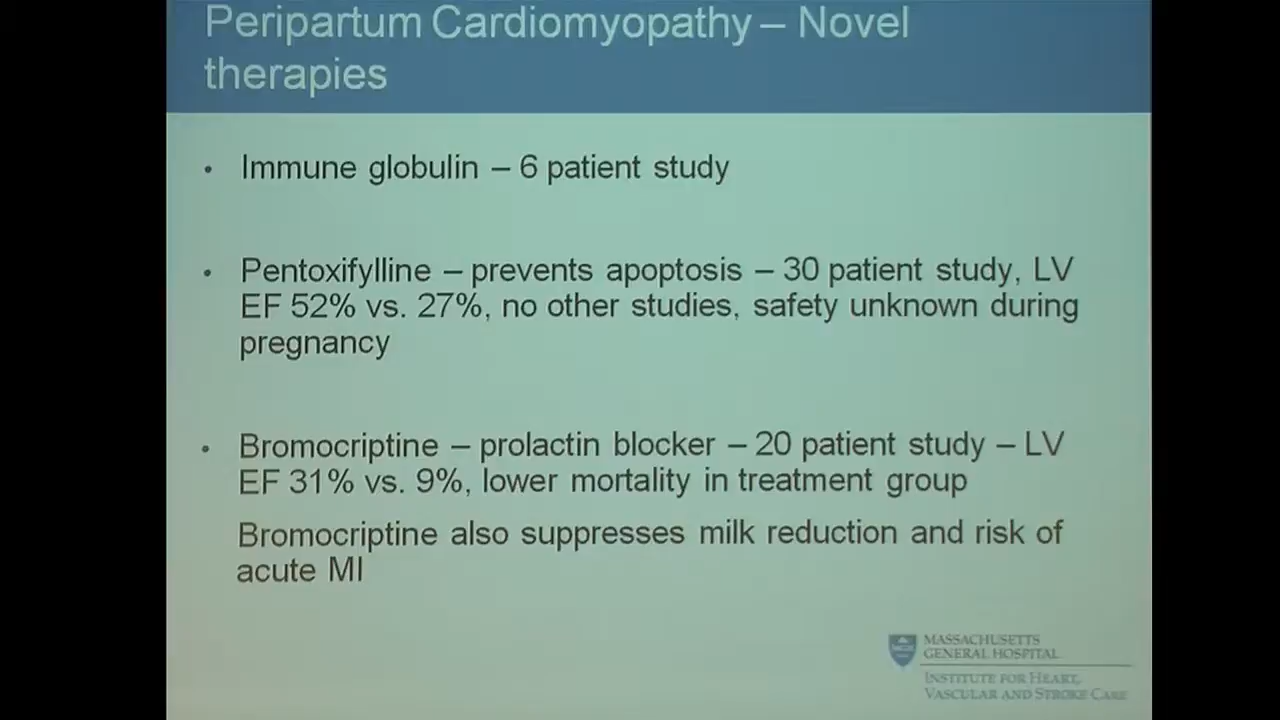 Peripartum Cardiomyopathy – Novel
therapies
• Immune globulin – 6 patient study
• Pentoxifylline – prevents apoptosis – 30 patient study, LV
EF 52% vs. 27%, no other studies, safety unknown during
pregnancy
• Bromocriptine – prolactin blocker – 20 patient study – LV
EF 31% vs. 9%, lower mortality in treatment group
Bromocriptine also suppresses milk reduction and risk of
acute MI
MASSACHUSETTS
GENERAL HOSPITAL
INSTITUTE FOR HEART,
VASCULAR AND STROKE CARE